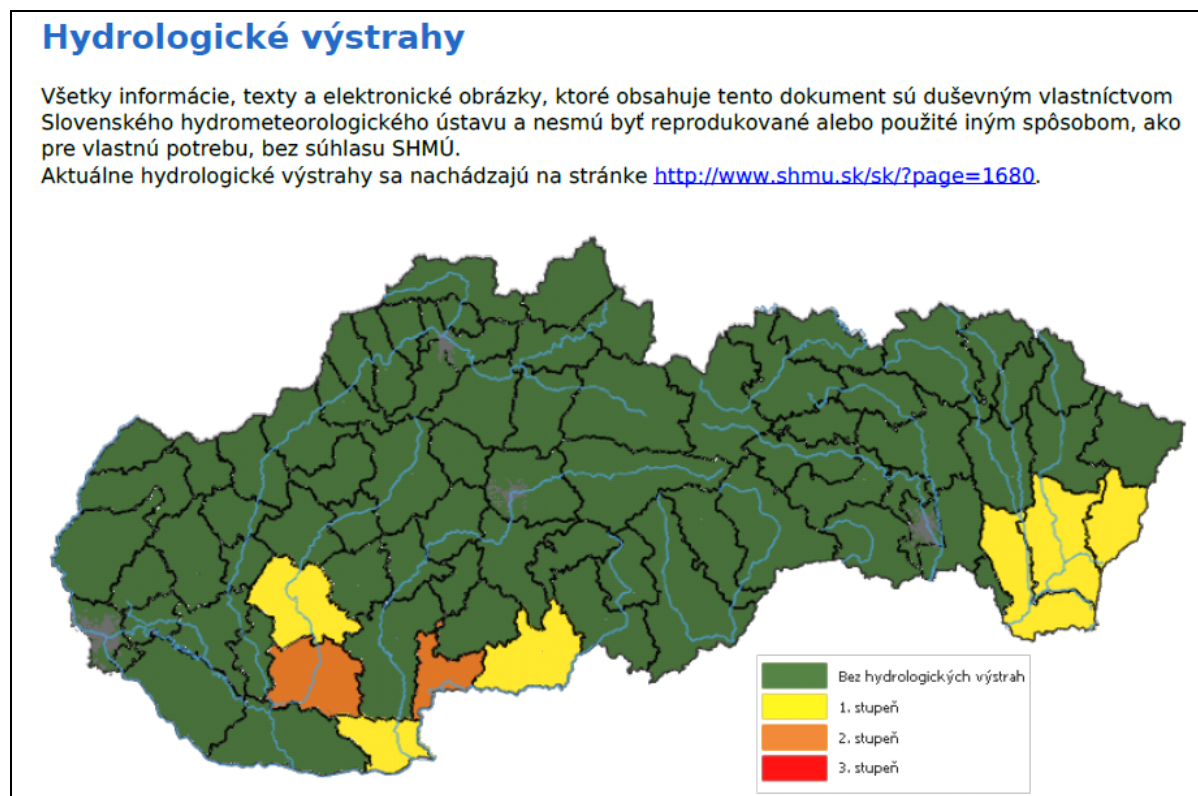 Hydrologické výstrahy
Všetky informácie, texty a elektronické obrázky, ktoré obsahuje tento dokument sú duševným vlastníctvom
Slovenského hydrometeorologického ústavu a nesmú byť reprodukované alebo použité iným spôsobom, ako
pre vlastnú potrebu, bez súhlasu SHMÚ.
Aktuálne hydrologické výstrahy sa nachádzajú na stránke http://www.shmu.sk/sk/?page=1680.
Bez hydrologických výstrah
1. stupeň
2. stupeň
3. stupeň